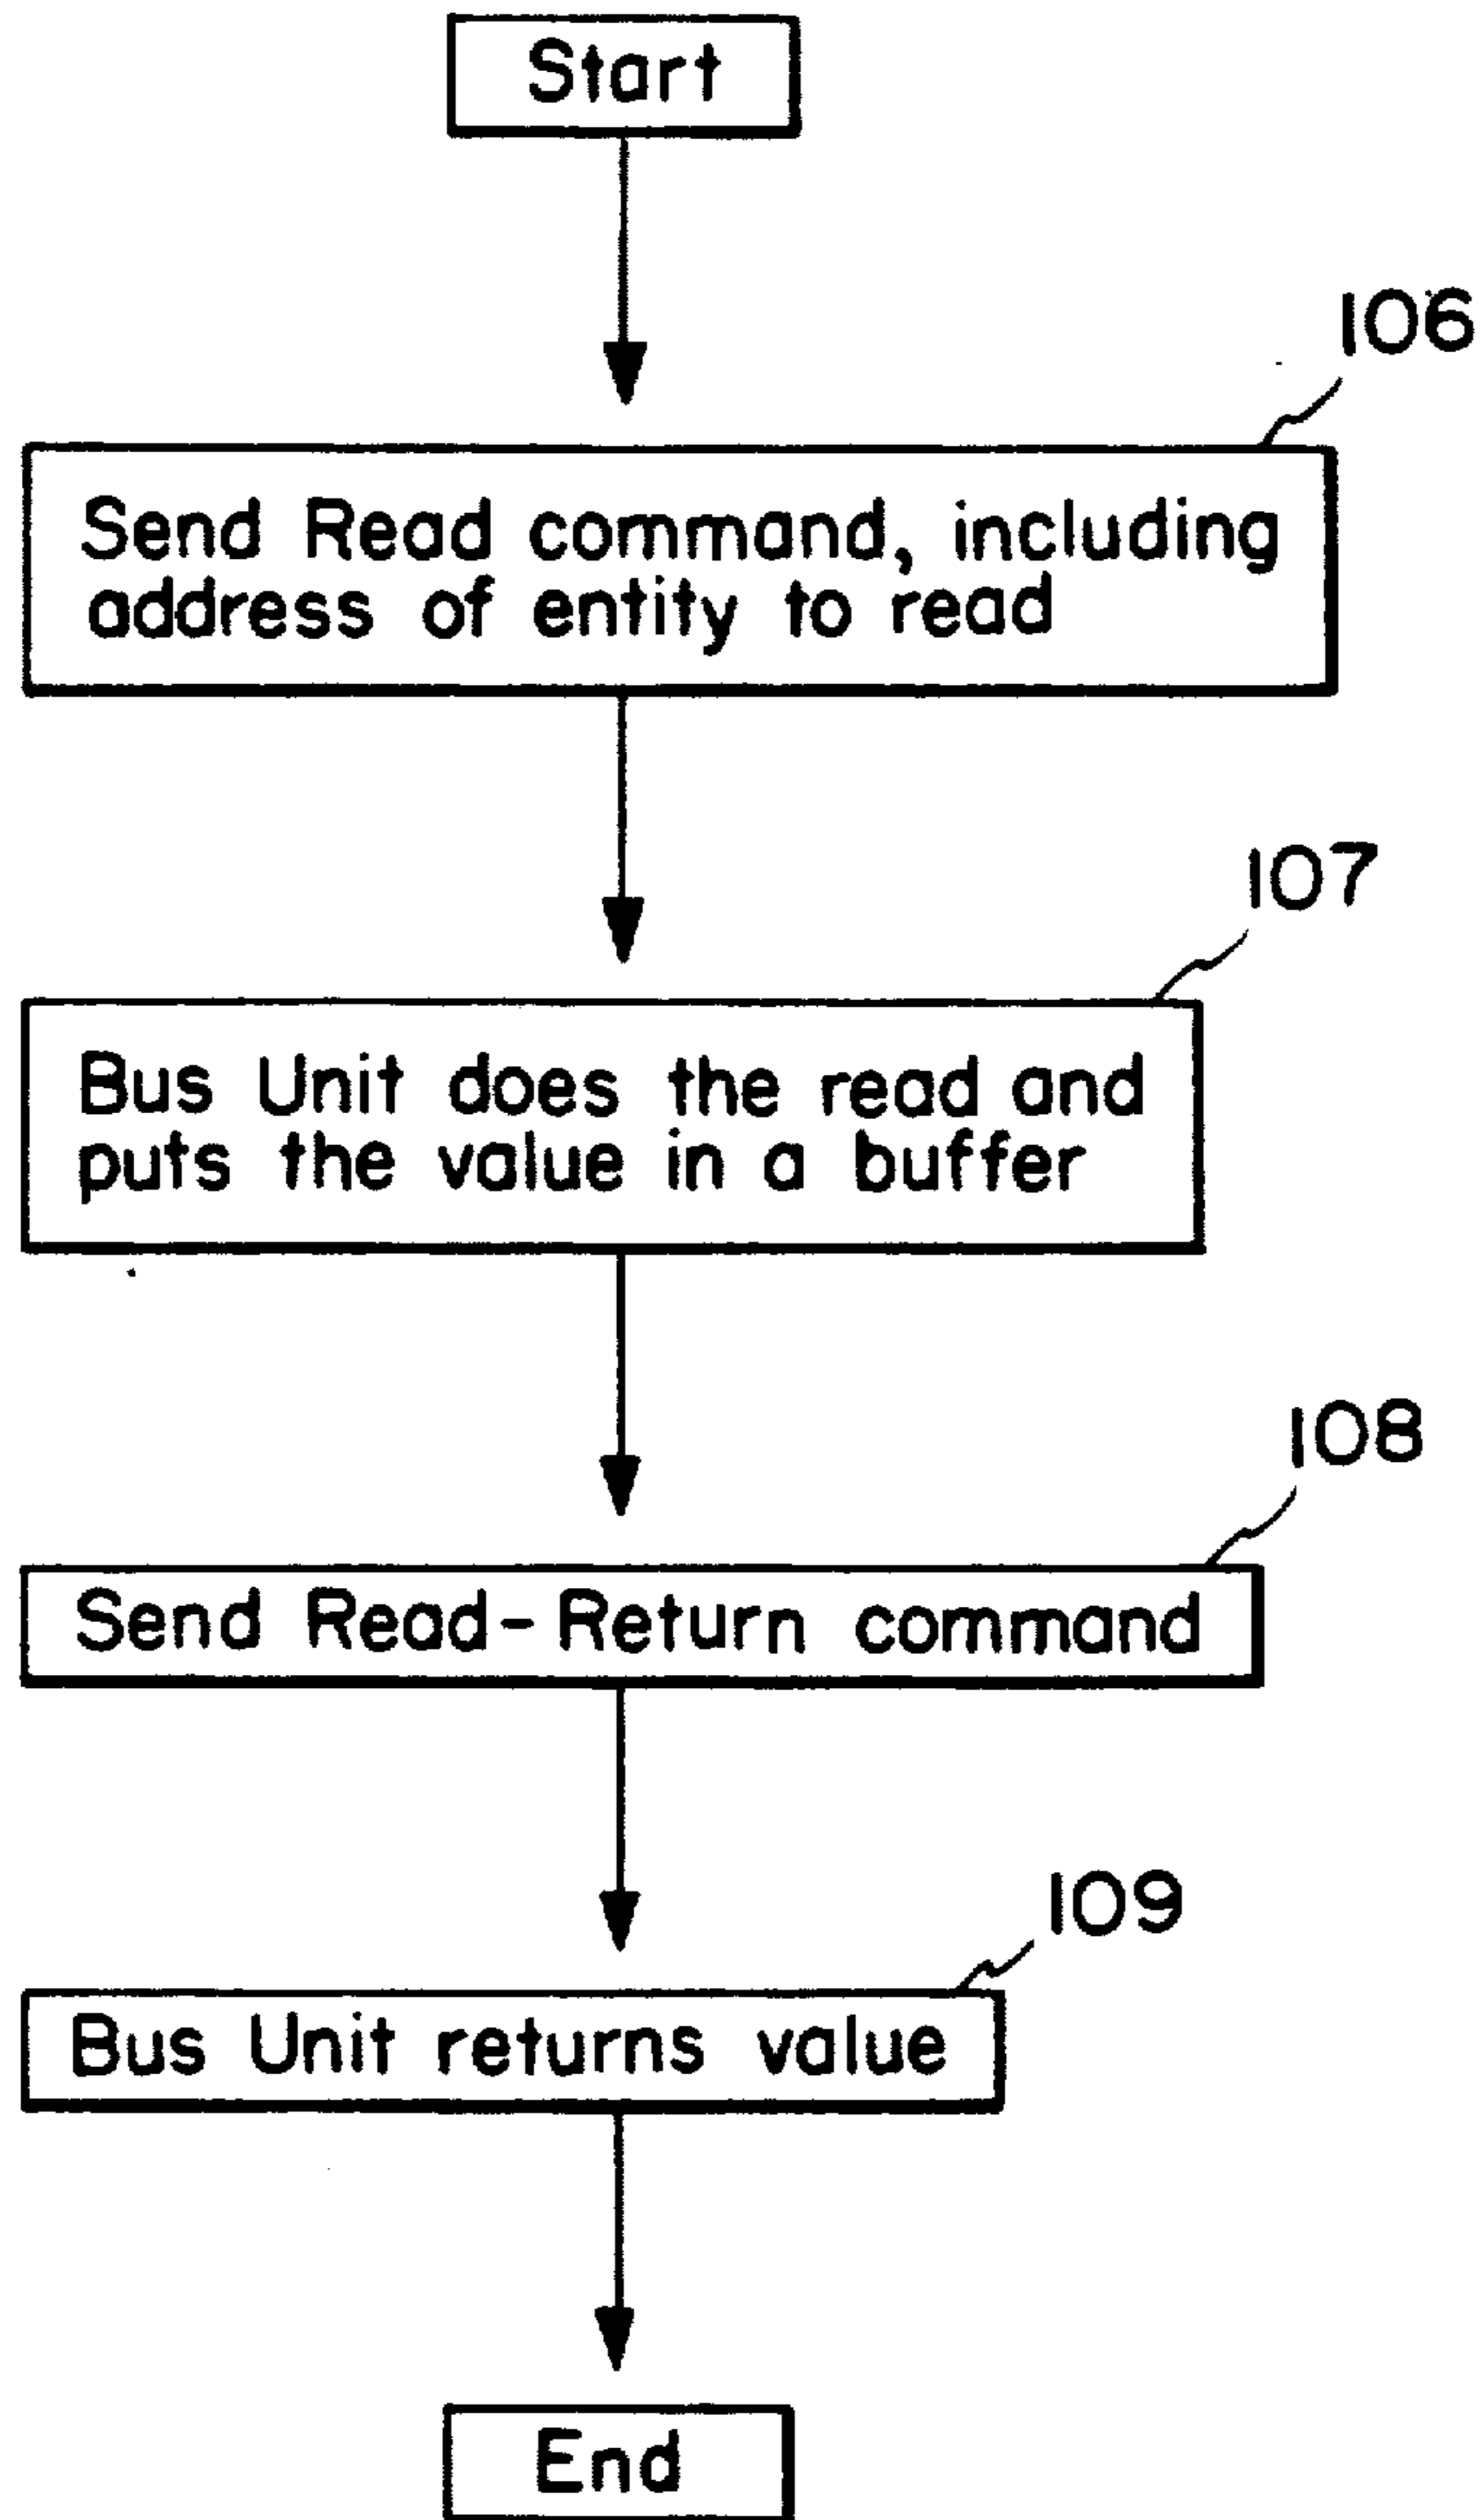 Start
106
Send Read command, including
address of entity to read
107
Bus Unit does the read and
puts the value in a buffer
108
Send Read-Return command
109
Bus Unit returns value
End